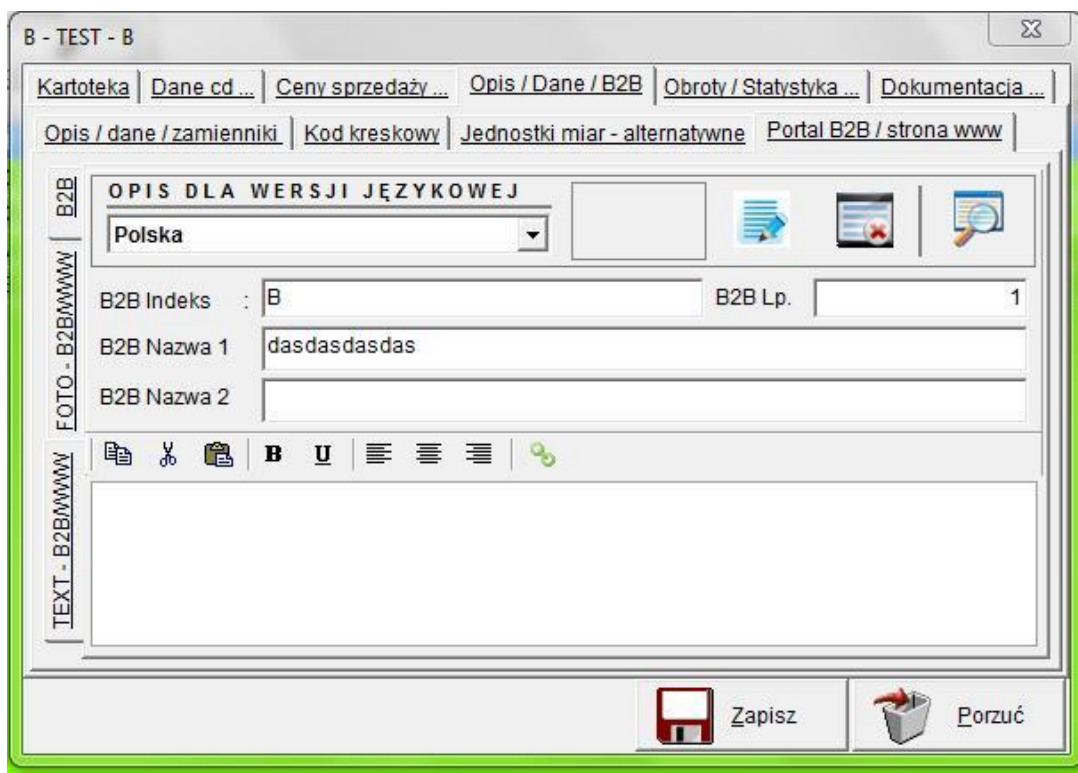 B - TEST - B
Kartoteka Dane cd ... Ceny sprzedaży ... Opis / Dane / B2B Obroty / Statystyka ... Dokumentacja ...
Opis / dane / zamienniki Kod kreskowy Jednostki miar - alternatywne Portal B2B / strona www
B2B
FOTO - B2B/WWW
TEXT - B2B/WWW
OPIS DLA WERSJI JĘZYKOWEJ
Polska
B2B Indeks : B B2B Lp. 1
B2B Nazwa 1 dasdasdasdas
B2B Nazwa 2
B U
Zapisz Porzuć